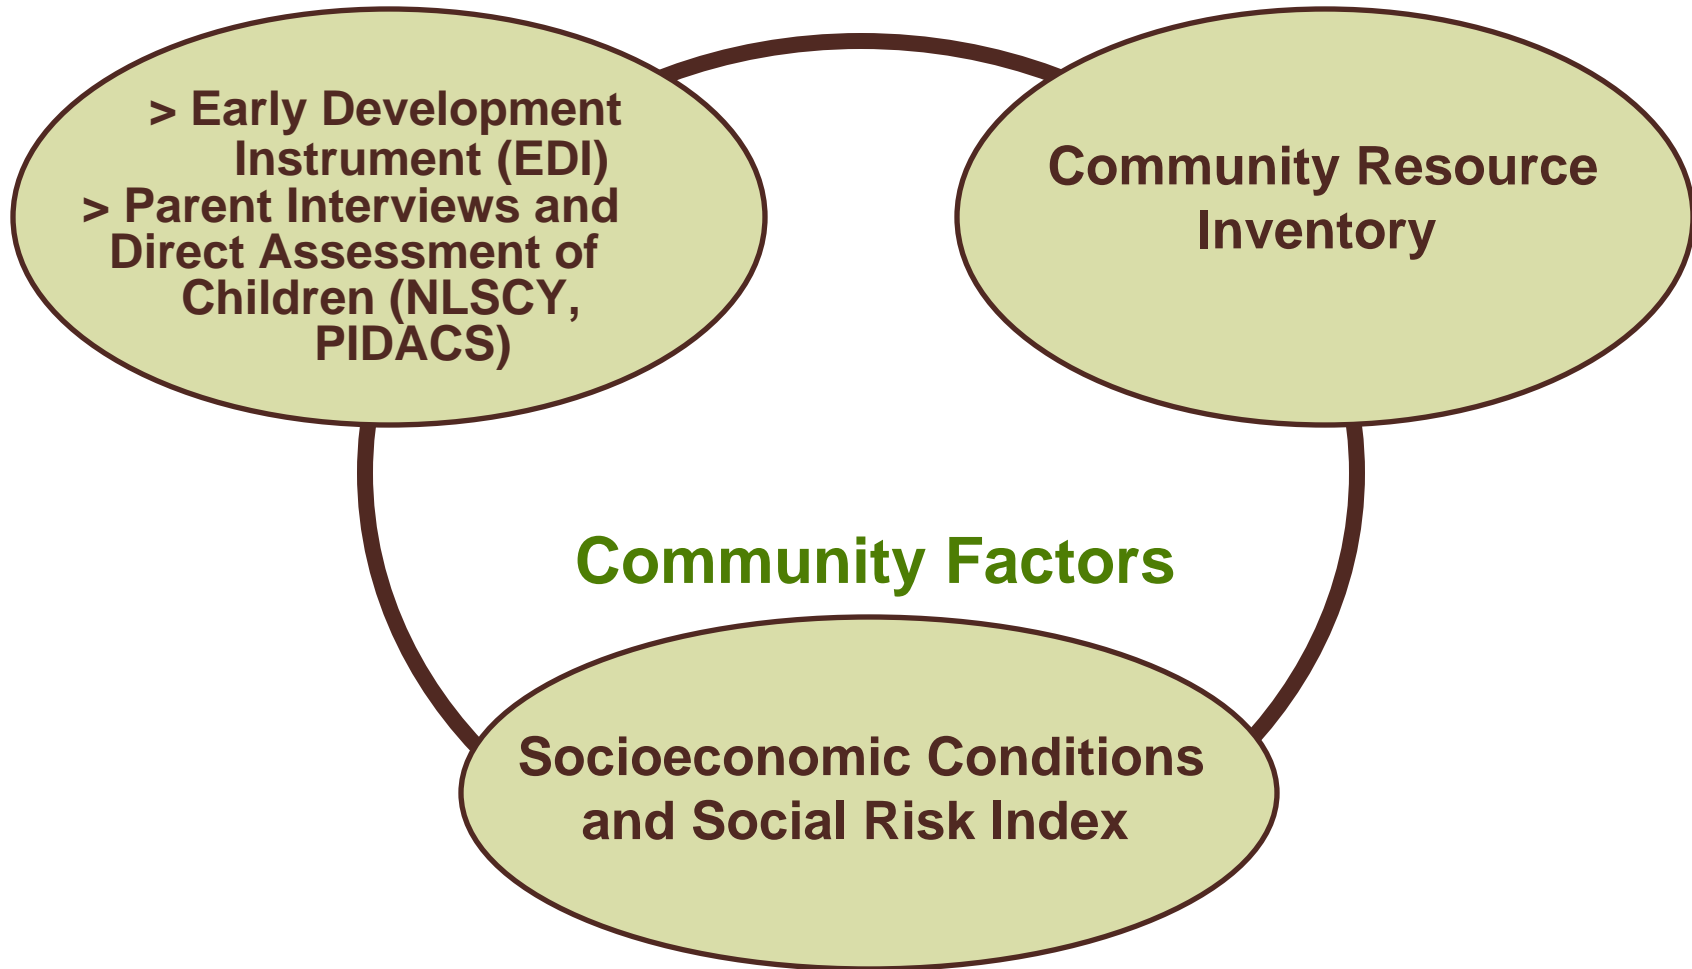 > Early Development
Instrument (EDI)
> Parent Interviews and
Direct Assessment of
Children (NLSCY,
PIDACS)
Community Resource
Inventory
Community Factors
Socioeconomic Conditions
and Social Risk Index